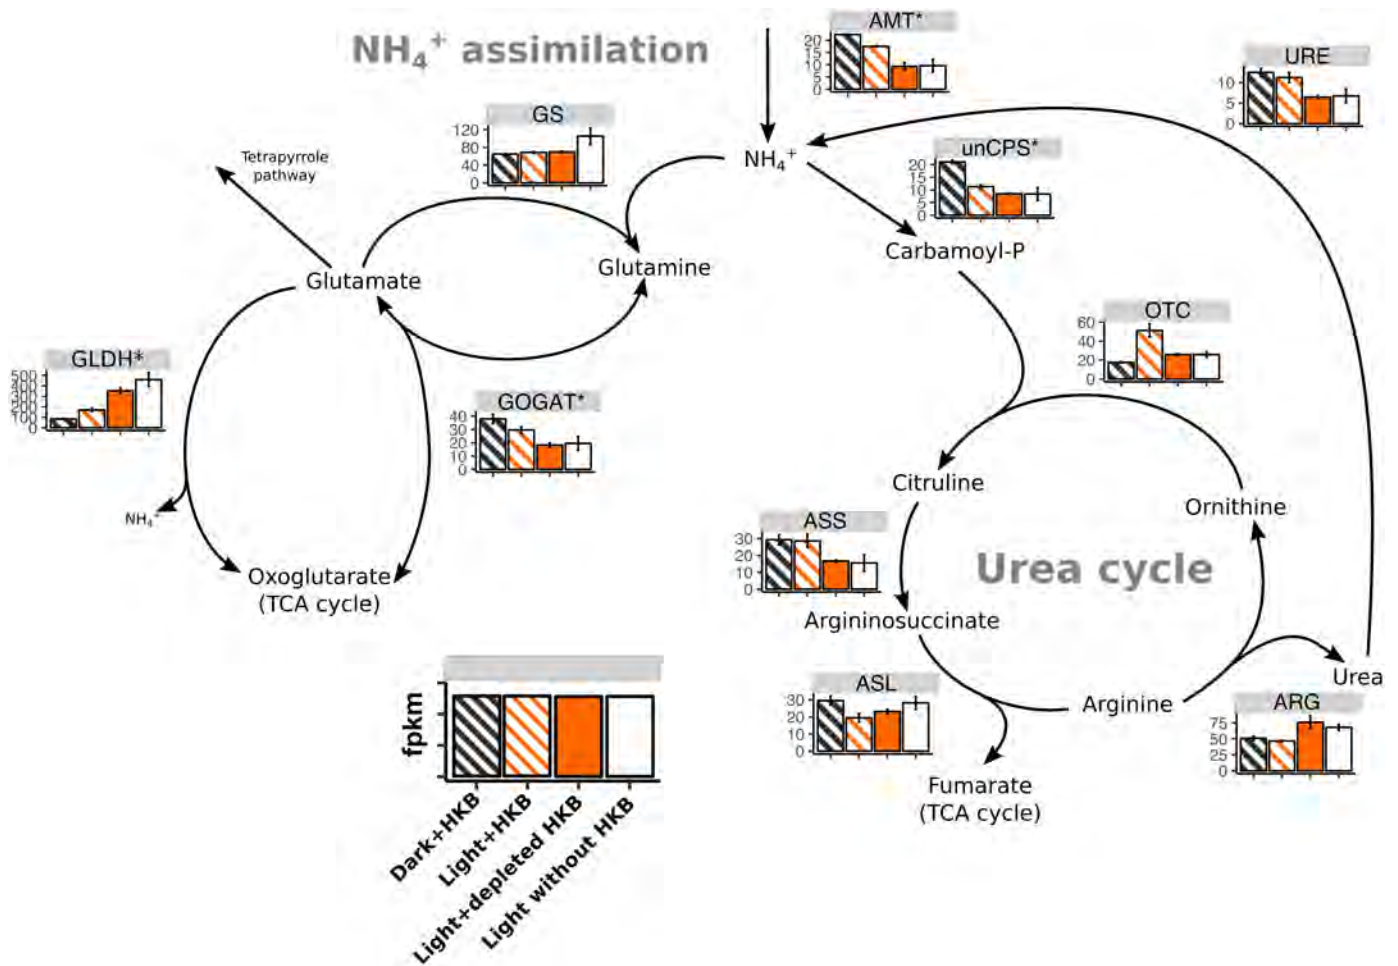 NH4+ assimilation
AMT*
20
15
10
5
0
URE
10
5
0
GS
120
80
40
0
NH4+
unCPS*
20
15
10
5
0
Tetrapyrrole
pathway
Carbamoyl-P
Glutamate
Glutamine
OTC
60
40
20
0
GLDH*
500
400
300
200
100
0
GOGAT*
40
30
20
10
0
Citruline
Ornithine
NH4+
ASS
30
20
10
0
Urea cycle
Oxoglutarate
(TCA cycle)
Argininosuccinate
Urea
ASL
30
20
10
0
Arginine
ARG
75
50
25
0
Fumarate
(TCA cycle)
fpkm
Dark+HKB
Light+HKB
Light+depleted HKB
Light without HKB